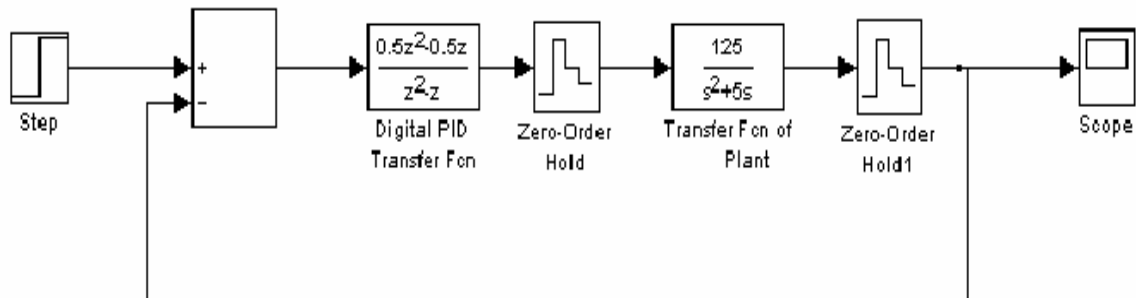 +
−
Step
0.5z²-0.5z
z²-z
Digital PID
Transfer Fcn
Zero-Order
Hold
125
s²+5s
Transfer Fcn of
Plant
Zero-Order
Hold1
Scope